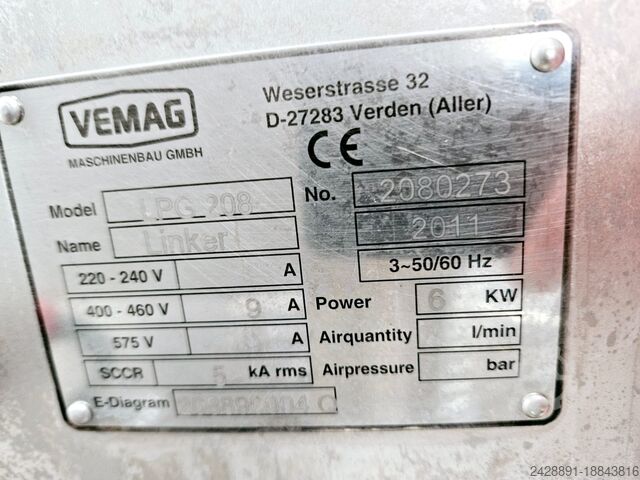 VEMAG
MASCHINENBAU GMBH
Weserstrasse 32
D-27283 Verden (Aller)
CE
Model LPG 208 No. 2080273
Name Linker 2011
220 - 240 V A 3~50/60 Hz
400 - 460 V 9 A Power 6 KW
575 V A Airquantity l/min
SCCR 5 kA rms Airpressure bar
E-Diagram
2428891-18843816